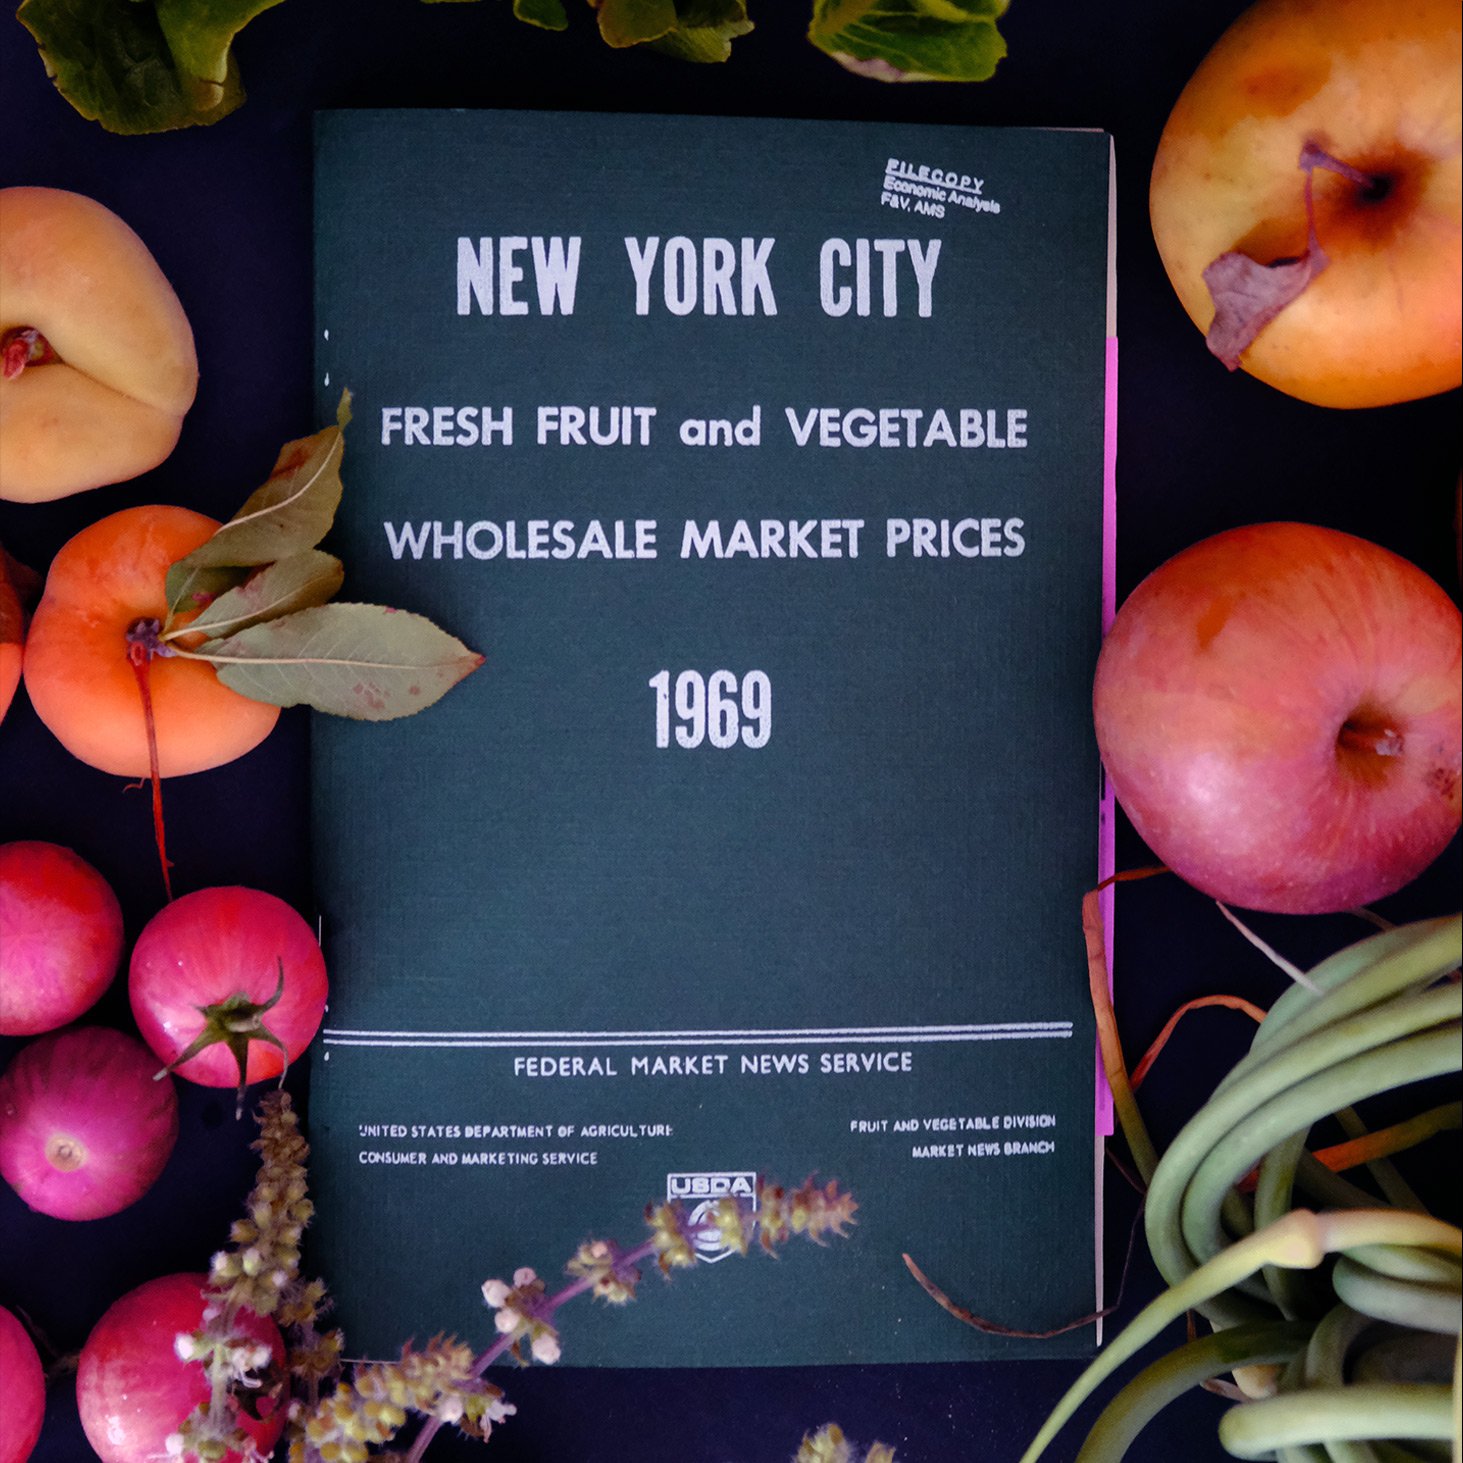 FILECOPY
Economic Analysis
F&V, AMS
NEW YORK CITY
FRESH FRUIT and VEGETABLE
WHOLESALE MARKET PRICES
1969
FEDERAL MARKET NEWS SERVICE
UNITED STATES DEPARTMENT OF AGRICULTURE
CONSUMER AND MARKETING SERVICE
FRUIT AND VEGETABLE DIVISION
MARKET NEWS BRANCH
USDA